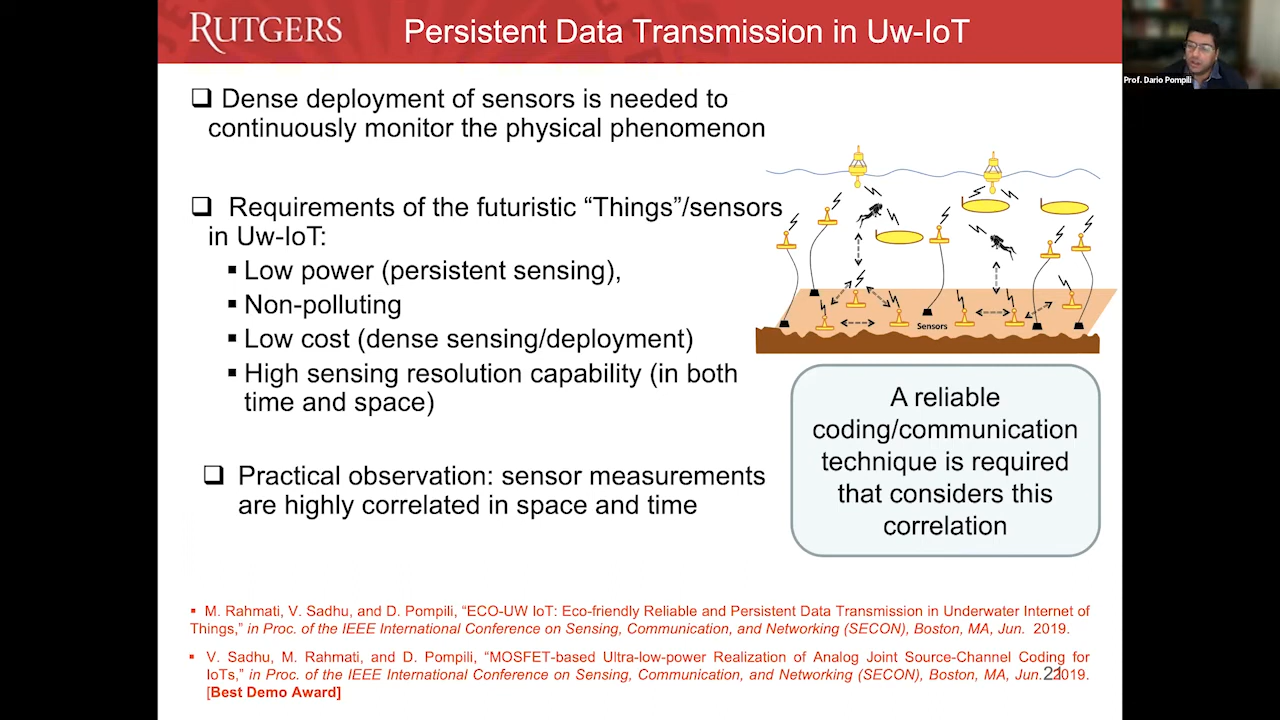 RUTGERS
Persistent Data Transmission in Uw-IoT
Prof. Dario Pompili
Dense deployment of sensors is needed to
continuously monitor the physical phenomenon
Requirements of the futuristic “Things”/sensors
in Uw-IoT:
Low power (persistent sensing),
Non-polluting
Low cost (dense sensing/deployment)
High sensing resolution capability (in both
time and space)
Practical observation: sensor measurements
are highly correlated in space and time
Sensors
A reliable
coding/communication
technique is required
that considers this
correlation
M. Rahmati, V. Sadhu, and D. Pompili, “ECO-UW IoT: Eco-friendly Reliable and Persistent Data Transmission in Underwater Internet of
Things,” in Proc. of the IEEE International Conference on Sensing, Communication, and Networking (SECON), Boston, MA, Jun. 2019.
V. Sadhu, M. Rahmati, and D. Pompili, “MOSFET-based Ultra-low-power Realization of Analog Joint Source-Channel Coding for
IoTs,” in Proc. of the IEEE International Conference on Sensing, Communication, and Networking (SECON), Boston, MA, Jun. 2019.
[Best Demo Award]
21